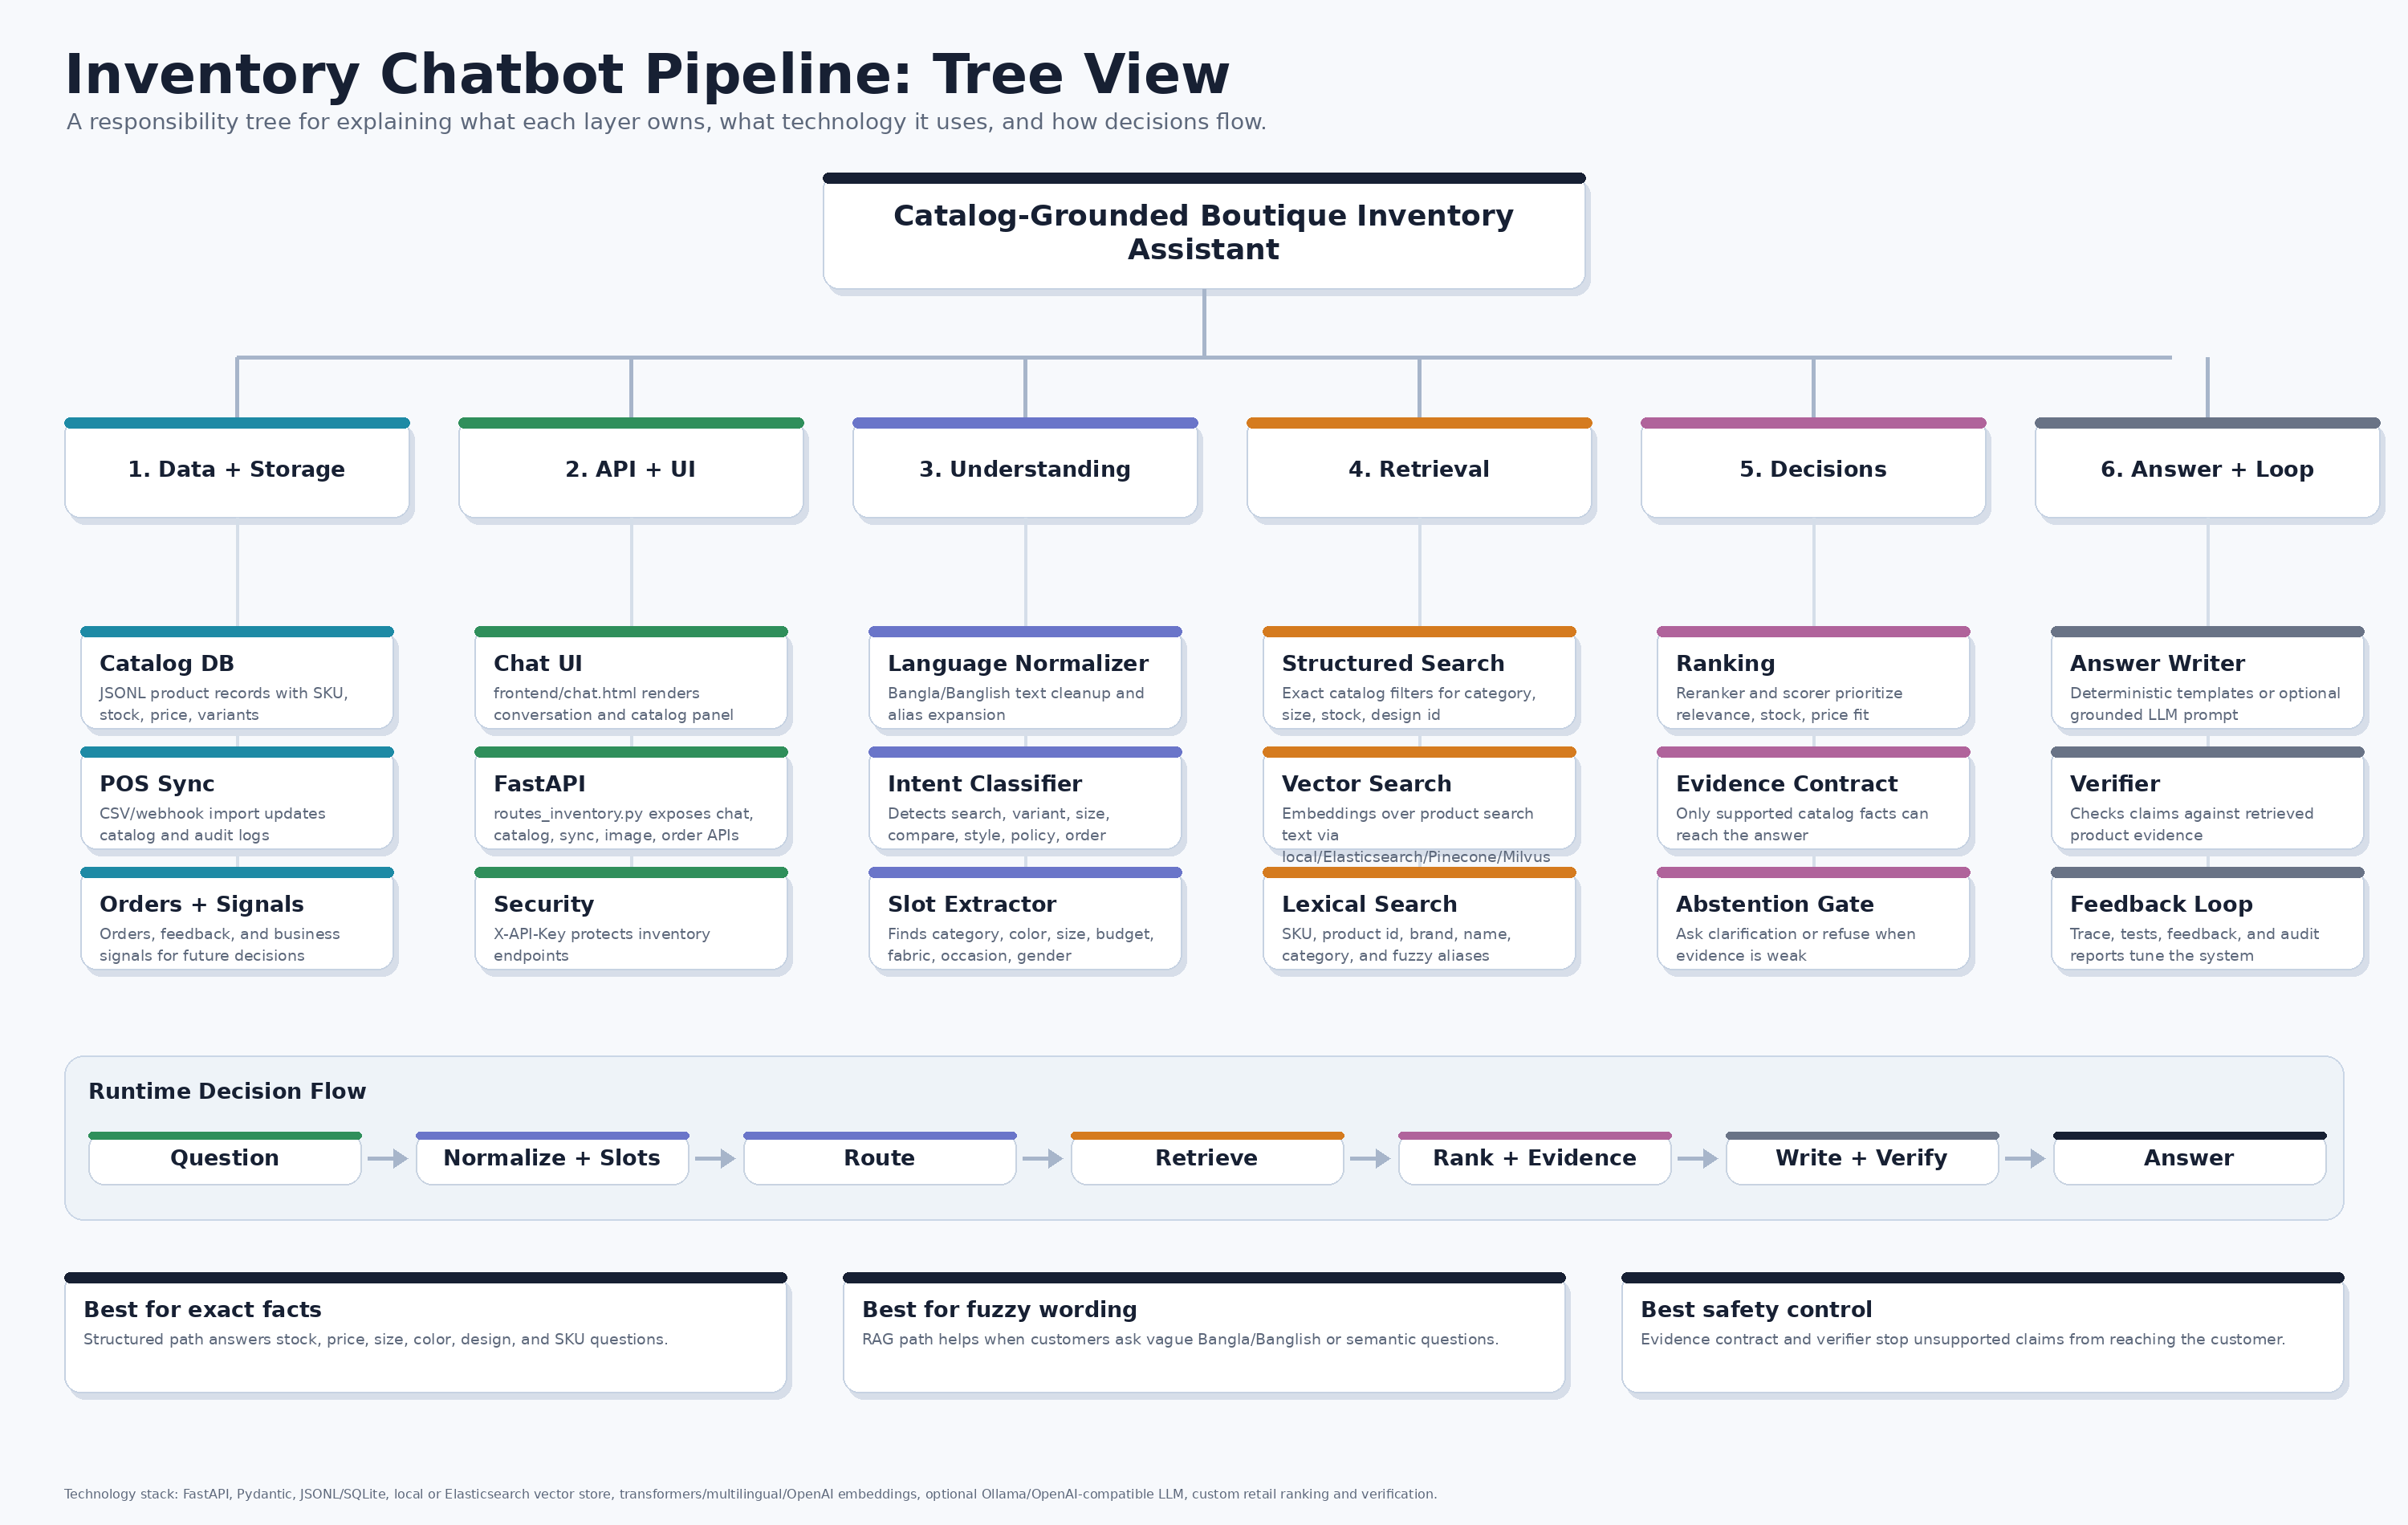 Inventory Chatbot Pipeline: Tree View
A responsibility tree for explaining what each layer owns, what technology it uses, and how decisions flow.
Catalog-Grounded Boutique Inventory
Assistant
1. Data + Storage
2. API + UI
3. Understanding
4. Retrieval
5. Decisions
6. Answer + Loop
Catalog DB
JSONL product records with SKU,
stock, price, variants
Chat UI
frontend/chat.html renders
conversation and catalog panel
Language Normalizer
Bangla/Banglish text cleanup and
alias expansion
Structured Search
Exact catalog filters for category,
size, stock, design id
Ranking
Reranker and scorer prioritize
relevance, stock, price fit
Answer Writer
Deterministic templates or optional
grounded LLM prompt
POS Sync
CSV/webhook import updates
catalog and audit logs
FastAPI
routes_inventory.py exposes chat,
catalog, sync, image, order APIs
Intent Classifier
Detects search, variant, size,
compare, style, policy, order
Vector Search
Embeddings over product search
text via
local/Elasticsearch/Pinecone/Milvus
Evidence Contract
Only supported catalog facts can
reach the answer
Verifier
Checks claims against retrieved
product evidence
Orders + Signals
Orders, feedback, and business
signals for future decisions
Security
X-API-Key protects inventory
endpoints
Slot Extractor
Finds category, color, size, budget,
fabric, occasion, gender
Lexical Search
SKU, product id, brand, name,
category, and fuzzy aliases
Abstention Gate
Ask clarification or refuse when
evidence is weak
Feedback Loop
Trace, tests, feedback, and audit
reports tune the system
Runtime Decision Flow
Question
Normalize + Slots
Route
Retrieve
Rank + Evidence
Write + Verify
Answer
Best for exact facts
Structured path answers stock, price, size, color, design, and SKU questions.
Best for fuzzy wording
RAG path helps when customers ask vague Bangla/Banglish or semantic questions.
Best safety control
Evidence contract and verifier stop unsupported claims from reaching the customer.
Technology stack: FastAPI, Pydantic, JSONL/SQLite, local or Elasticsearch vector store, transformers/multilingual/OpenAI embeddings, optional Ollama/OpenAI-compatible LLM, custom retail ranking and verification.